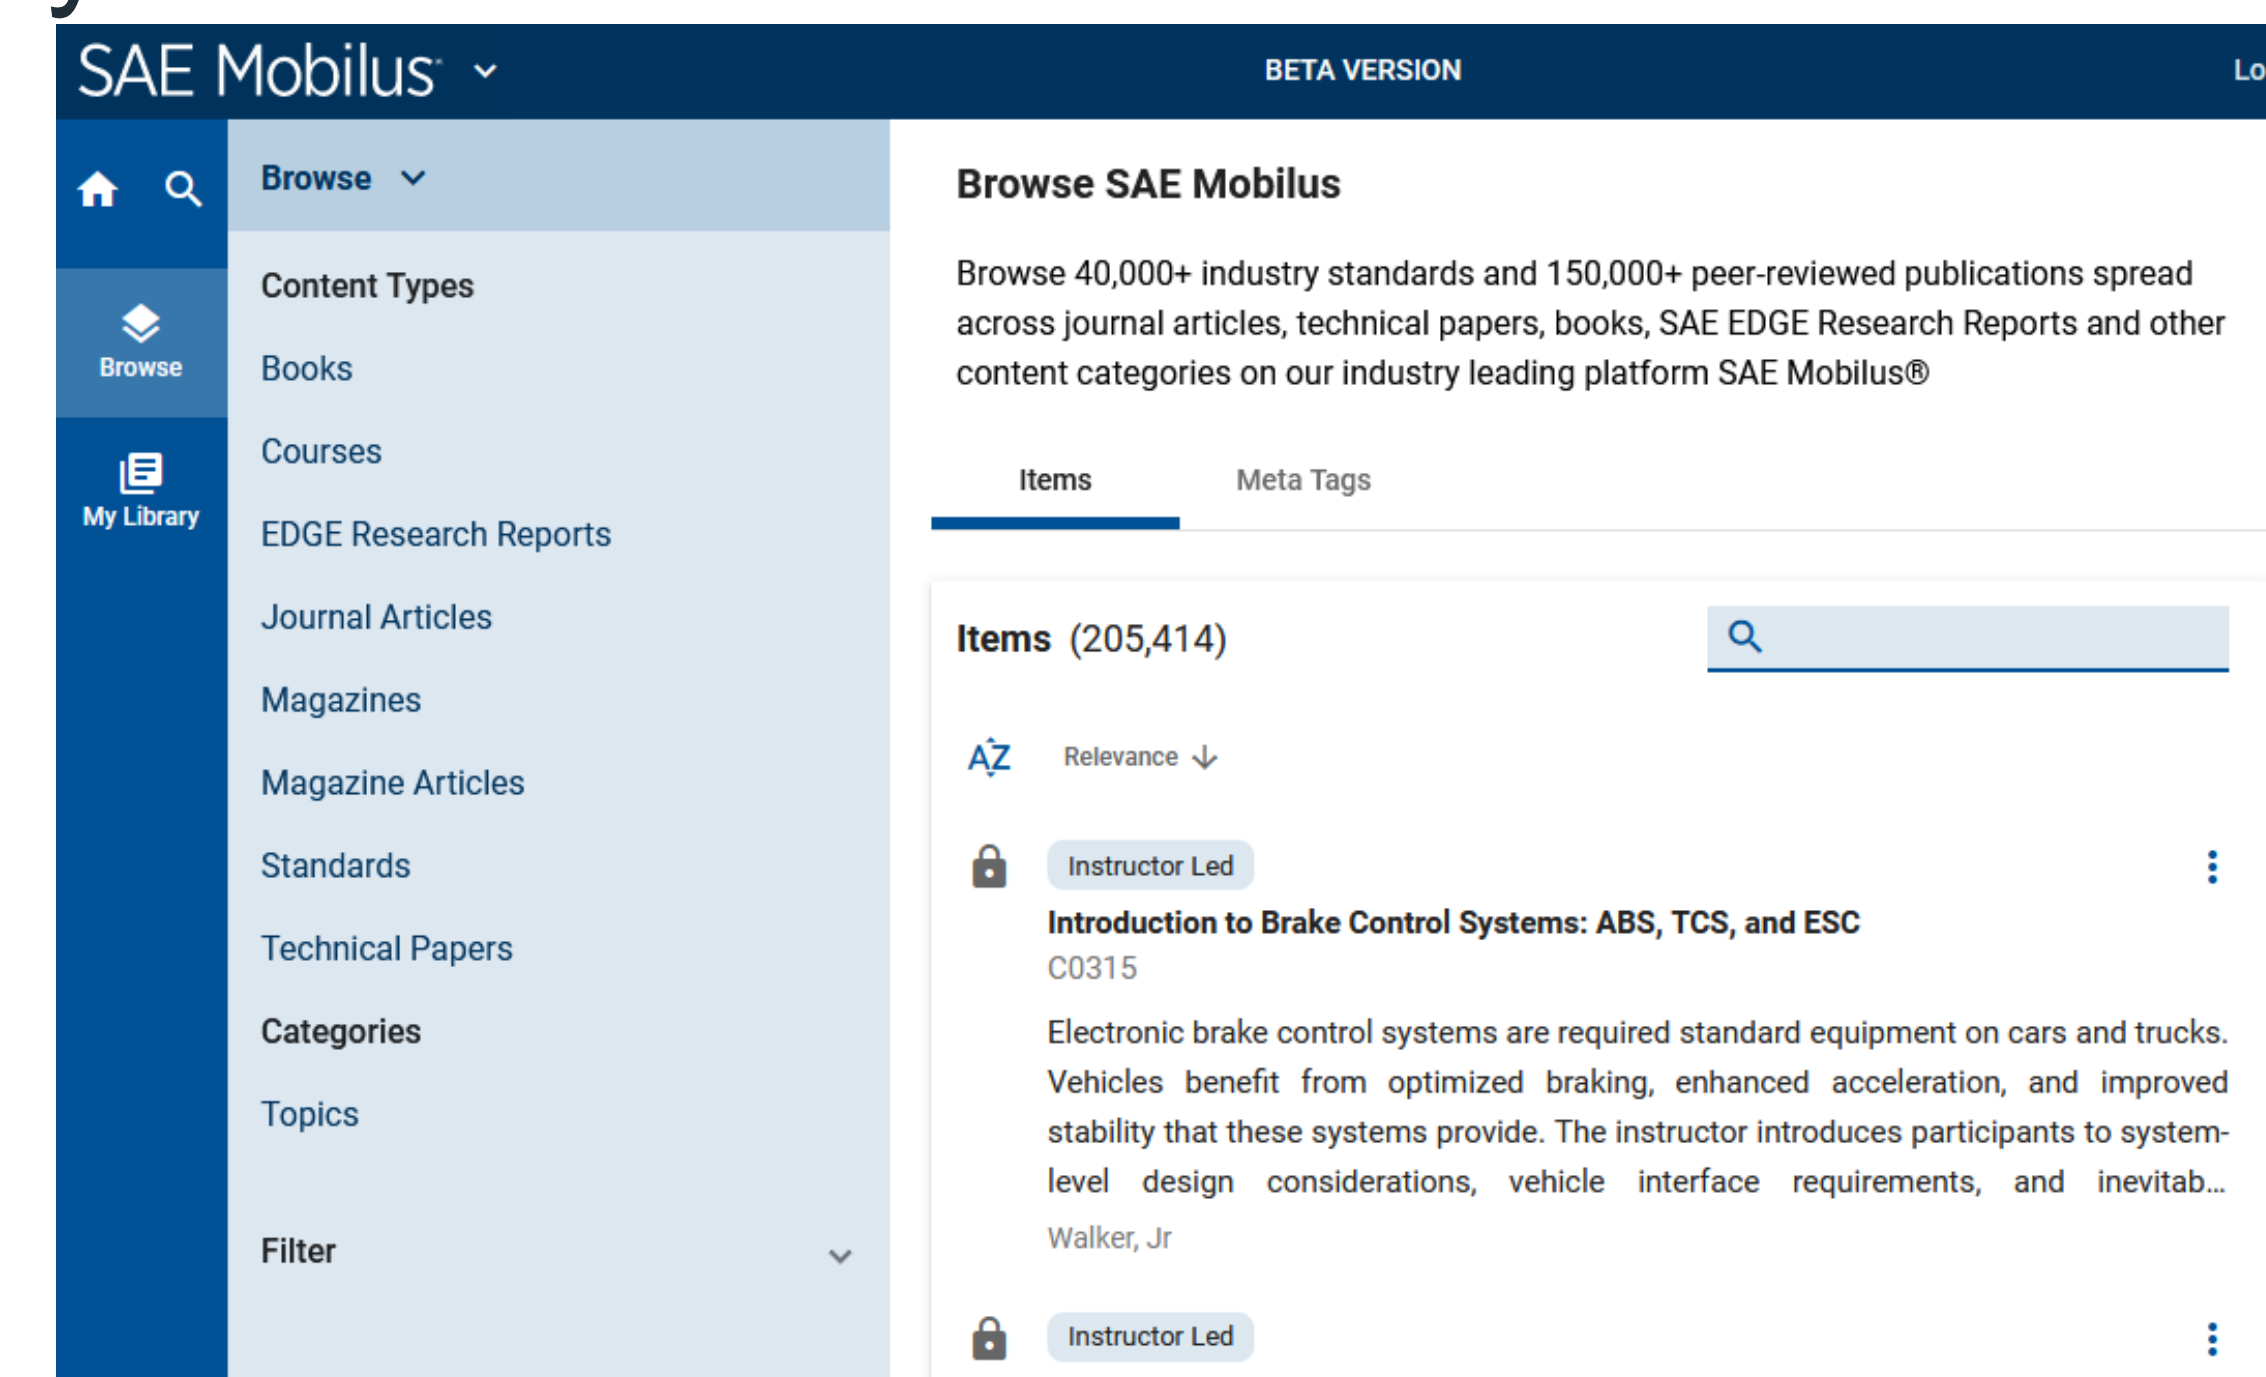 SAE Mobilus
BETA VERSION
Browse
My Library
Browse
Content Types
Books
Courses
EDGE Research Reports
Journal Articles
Magazines
Magazine Articles
Standards
Technical Papers
Categories
Topics
Filter
Browse SAE Mobilus
Browse 40,000+ industry standards and 150,000+ peer-reviewed publications spread
across journal articles, technical papers, books, SAE EDGE Research Reports and other
content categories on our industry leading platform SAE Mobilus®
Items Meta Tags
Items (205,414)
AZ Relevance
Instructor Led
Introduction to Brake Control Systems: ABS, TCS, and ESC
C0315
Electronic brake control systems are required standard equipment on cars and trucks.
Vehicles benefit from optimized braking, enhanced acceleration, and improved
stability that these systems provide. The instructor introduces participants to system-
level design considerations, vehicle interface requirements, and inevitab...
Walker, Jr
Instructor Led